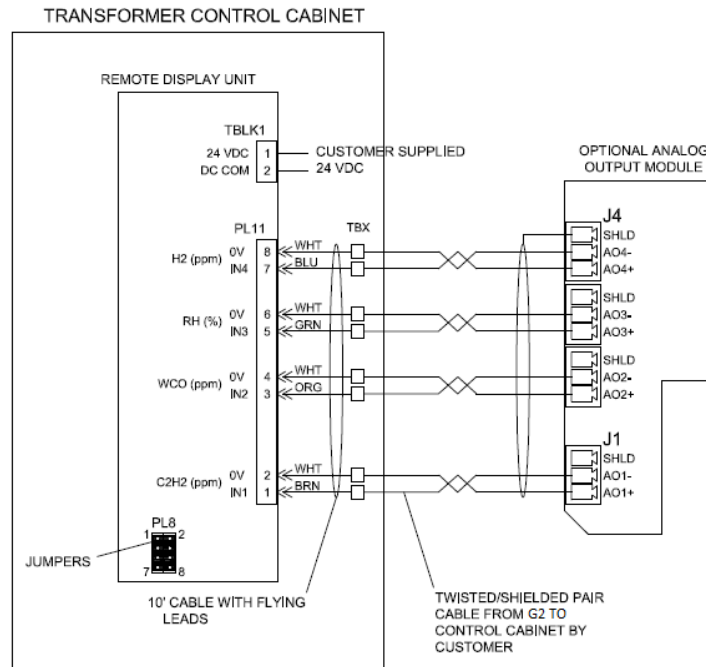 TRANSFORMER CONTROL CABINET
REMOTE DISPLAY UNIT
TBLK1
24 VDC 1 CUSTOMER SUPPLIED
DC COM 2 24 VDC
OPTIONAL ANALOG
OUTPUT MODULE
PL11 TBX J4
SHLD
H2 (ppm) 0V 8 WHT AO4-
IN4 7 BLU AO4+
SHLD
RH (%) 0V 6 WHT AO3-
IN3 5 GRN AO3+
SHLD
WCO (ppm) 0V 4 WHT AO2-
IN2 3 ORG AO2+
J1
SHLD
C2H2 (ppm) 0V 2 WHT AO1-
IN1 1 BRN AO1+
PL8
1 2
JUMPERS
7 8
10' CABLE WITH FLYING
LEADS
TWISTED/SHIELDED PAIR
CABLE FROM G2 TO
CONTROL CABINET BY
CUSTOMER